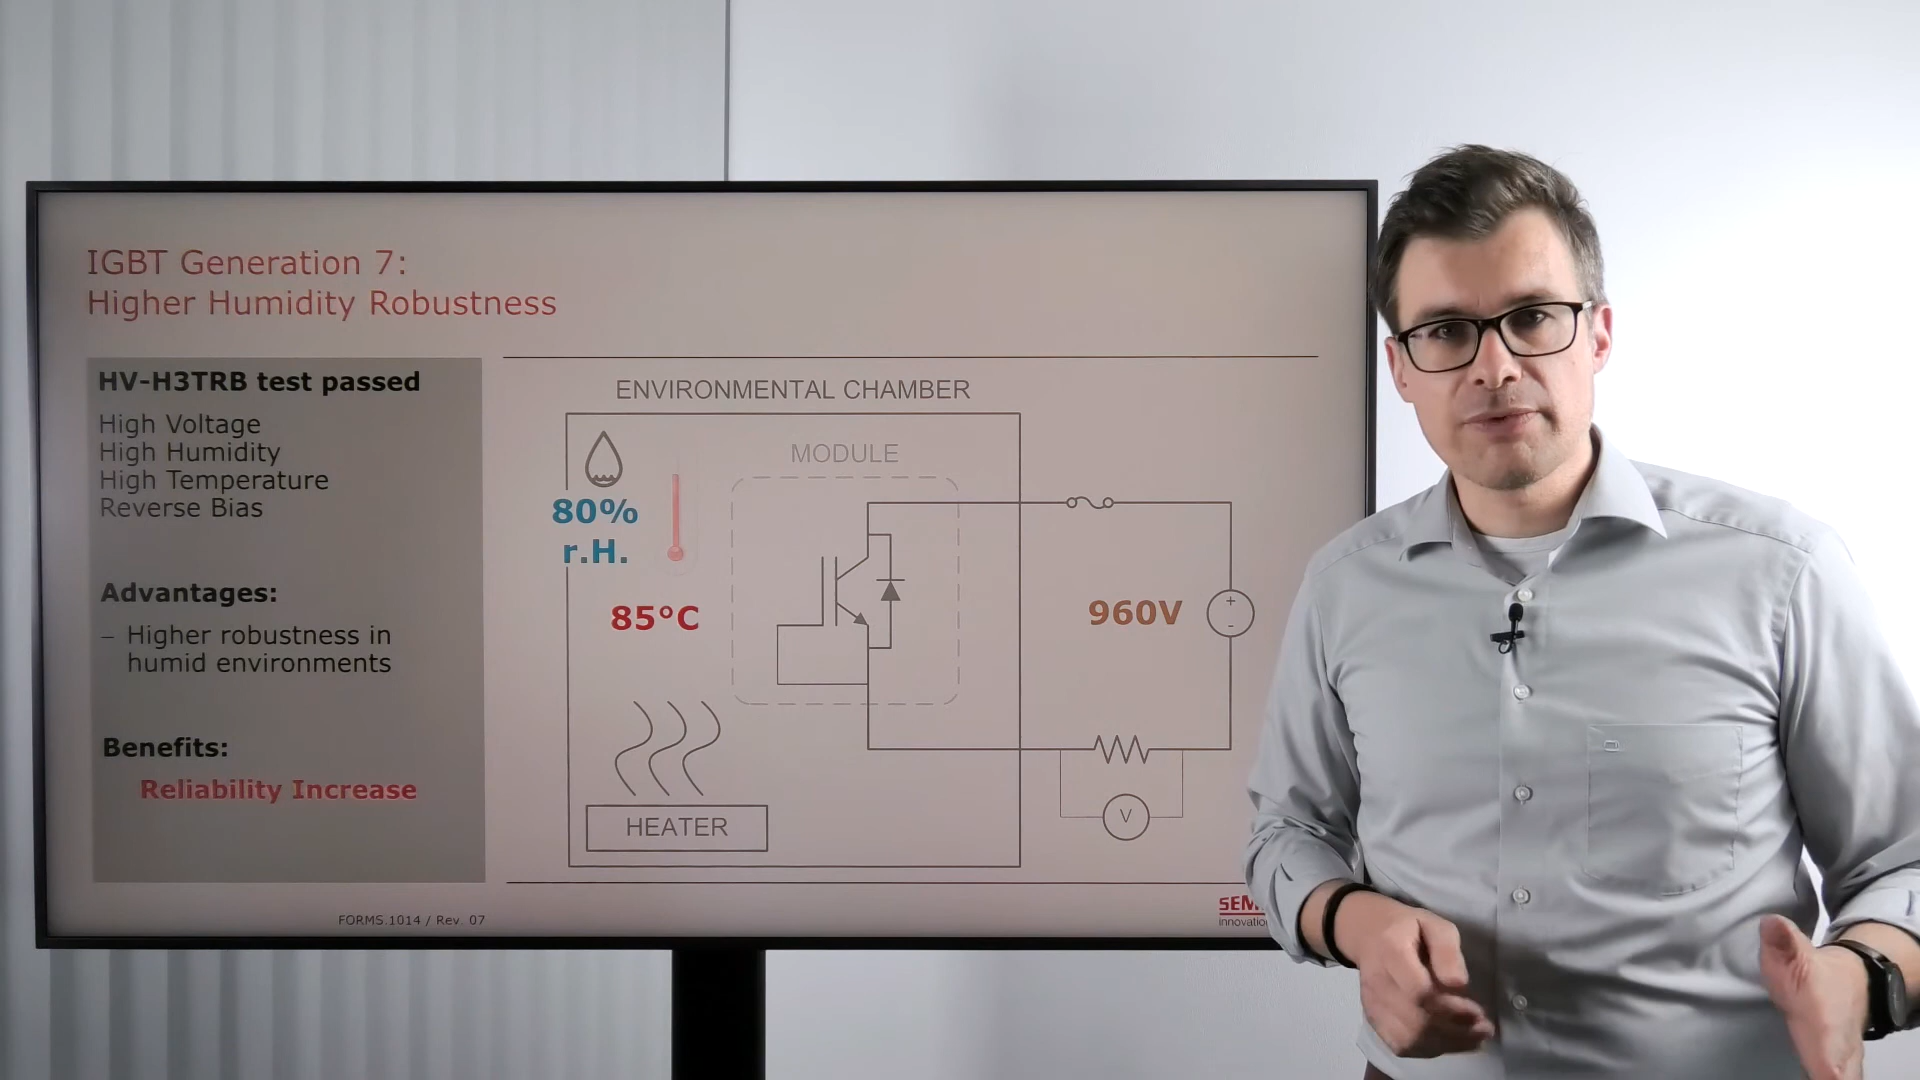 IGBT Generation 7:
Higher Humidity Robustness
HV-H3TRB test passed
High Voltage
High Humidity
High Temperature
Reverse Bias
Advantages:
– Higher robustness in
humid environments
Benefits:
Reliability Increase
ENVIRONMENTAL CHAMBER
MODULE
80%
r.H.
85°C
960V
+
-
V
HEATER
FORMS.1014 / Rev. 07